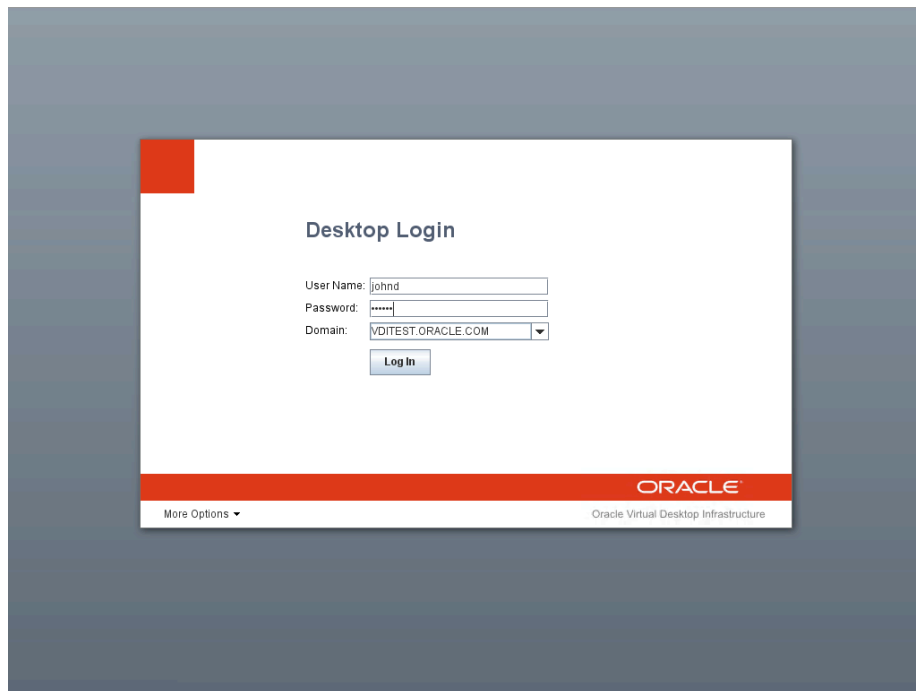 Desktop Login
User Name: johnd
Password: ••••••
Domain: VDITEST.ORACLE.COM
Log In
ORACLE
More Options
Oracle Virtual Desktop Infrastructure